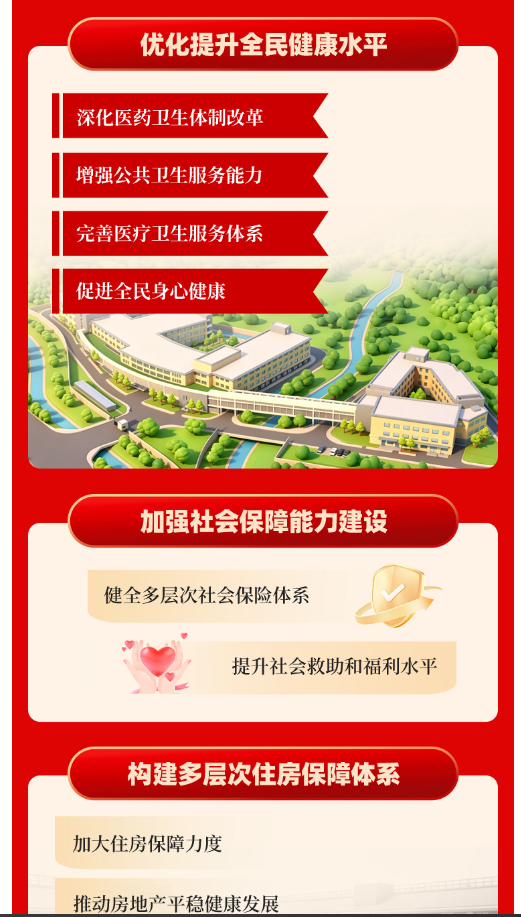 优化提升全民健康水平
深化医药卫生体制改革
增强公共卫生服务能力
完善医疗卫生服务体系
促进全民身心健康
加强社会保障能力建设
健全多层次社会保险体系
提升社会救助和福利水平
构建多层次住房保障体系
加大住房保障力度
推动房地产平稳健康发展